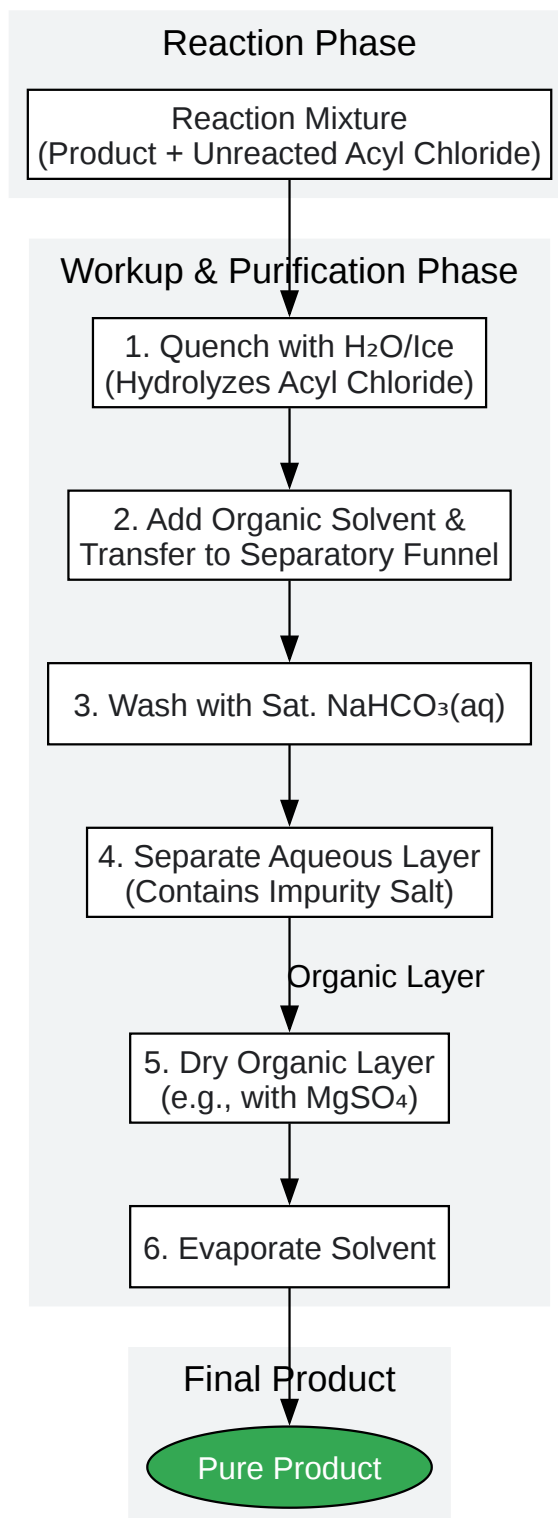 Reaction Phase
Reaction Mixture
(Product + Unreacted Acyl Chloride)
Workup & Purification Phase
1. Quench with H₂O/Ice
(Hydrolyzes Acyl Chloride)
2. Add Organic Solvent &
Transfer to Separatory Funnel
3. Wash with Sat. NaHCO₃(aq)
4. Separate Aqueous Layer
(Contains Impurity Salt)
Organic Layer
5. Dry Organic Layer
(e.g., with MgSO₄)
6. Evaporate Solvent
Final Product
Pure Product